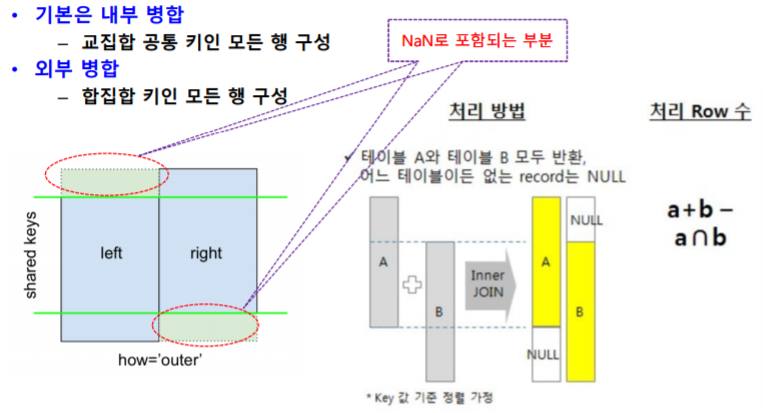 • 기본은 내부 병합
– 교집합 공통 키인 모든 행 구성
• 외부 병합
– 합집합 키인 모든 행 구성
NaN로 포함되는 부분
처리 방법
처리 Row 수
✓ 테이블 A와 테이블 B 모두 반환,
어느 테이블이든 없는 record는 NULL
a+b –
a∩b
shared keys
left
right
how='outer'
A
B
Inner
JOIN
A
NULL
NULL
B
* Key 값 기준 정렬 가정